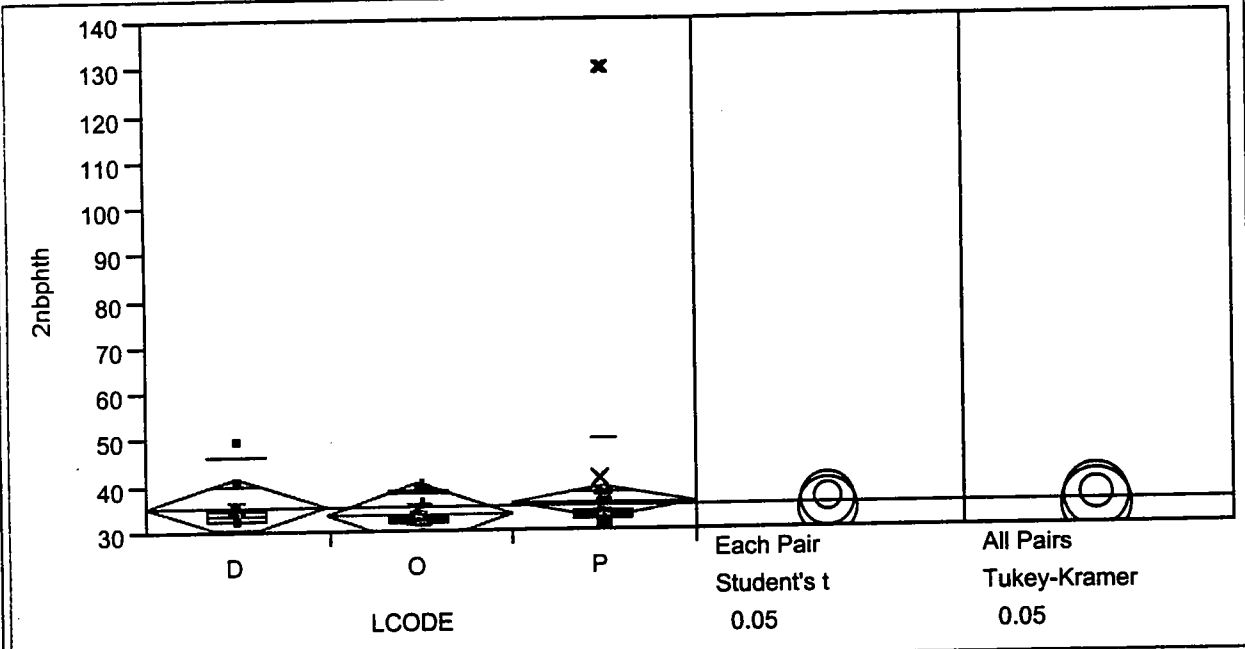 140
130
120
110
100
90
80
70
60
50
40
30
2nbphth
D
O
P
LCODE
Each Pair
Student's t
0.05
All Pairs
Tukey-Kramer
0.05